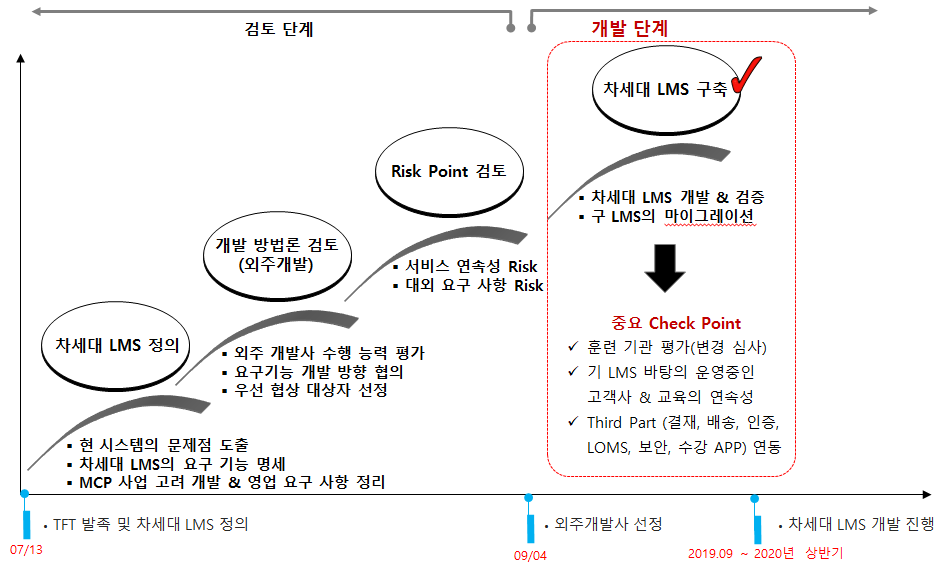 검토 단계
개발 단계
차세대 LMS 구축
Risk Point 검토
▪ 차세대 LMS 개발 & 검증
▪ 구 LMS의 마이그레이션
개발 방법론 검토
(외주개발)
▪ 서비스 연속성 Risk
▪ 대외 요구 사항 Risk
차세대 LMS 정의
▪ 외주 개발사 수행 능력 평가
▪ 요구기능 개발 방향 협의
▪ 우선 협상 대상자 선정
중요 Check Point
✓ 훈련 기관 평가(변경 심사)
✓ 기 LMS 바탕의 운영중인
고객사 & 교육의 연속성
✓ Third Part (결재, 배송, 인증,
LOMS, 보안, 수강 APP) 연동
▪ 현 시스템의 문제점 도출
▪ 차세대 LMS의 요구 기능 명세
▪ MCP 사업 고려 개발 & 영업 요구 사항 정리
· TFT 발족 및 차세대 LMS 정의
· 외주개발사 선정
· 차세대 LMS 개발 진행
07/13
09/04
2019.09 ~ 2020년 상반기